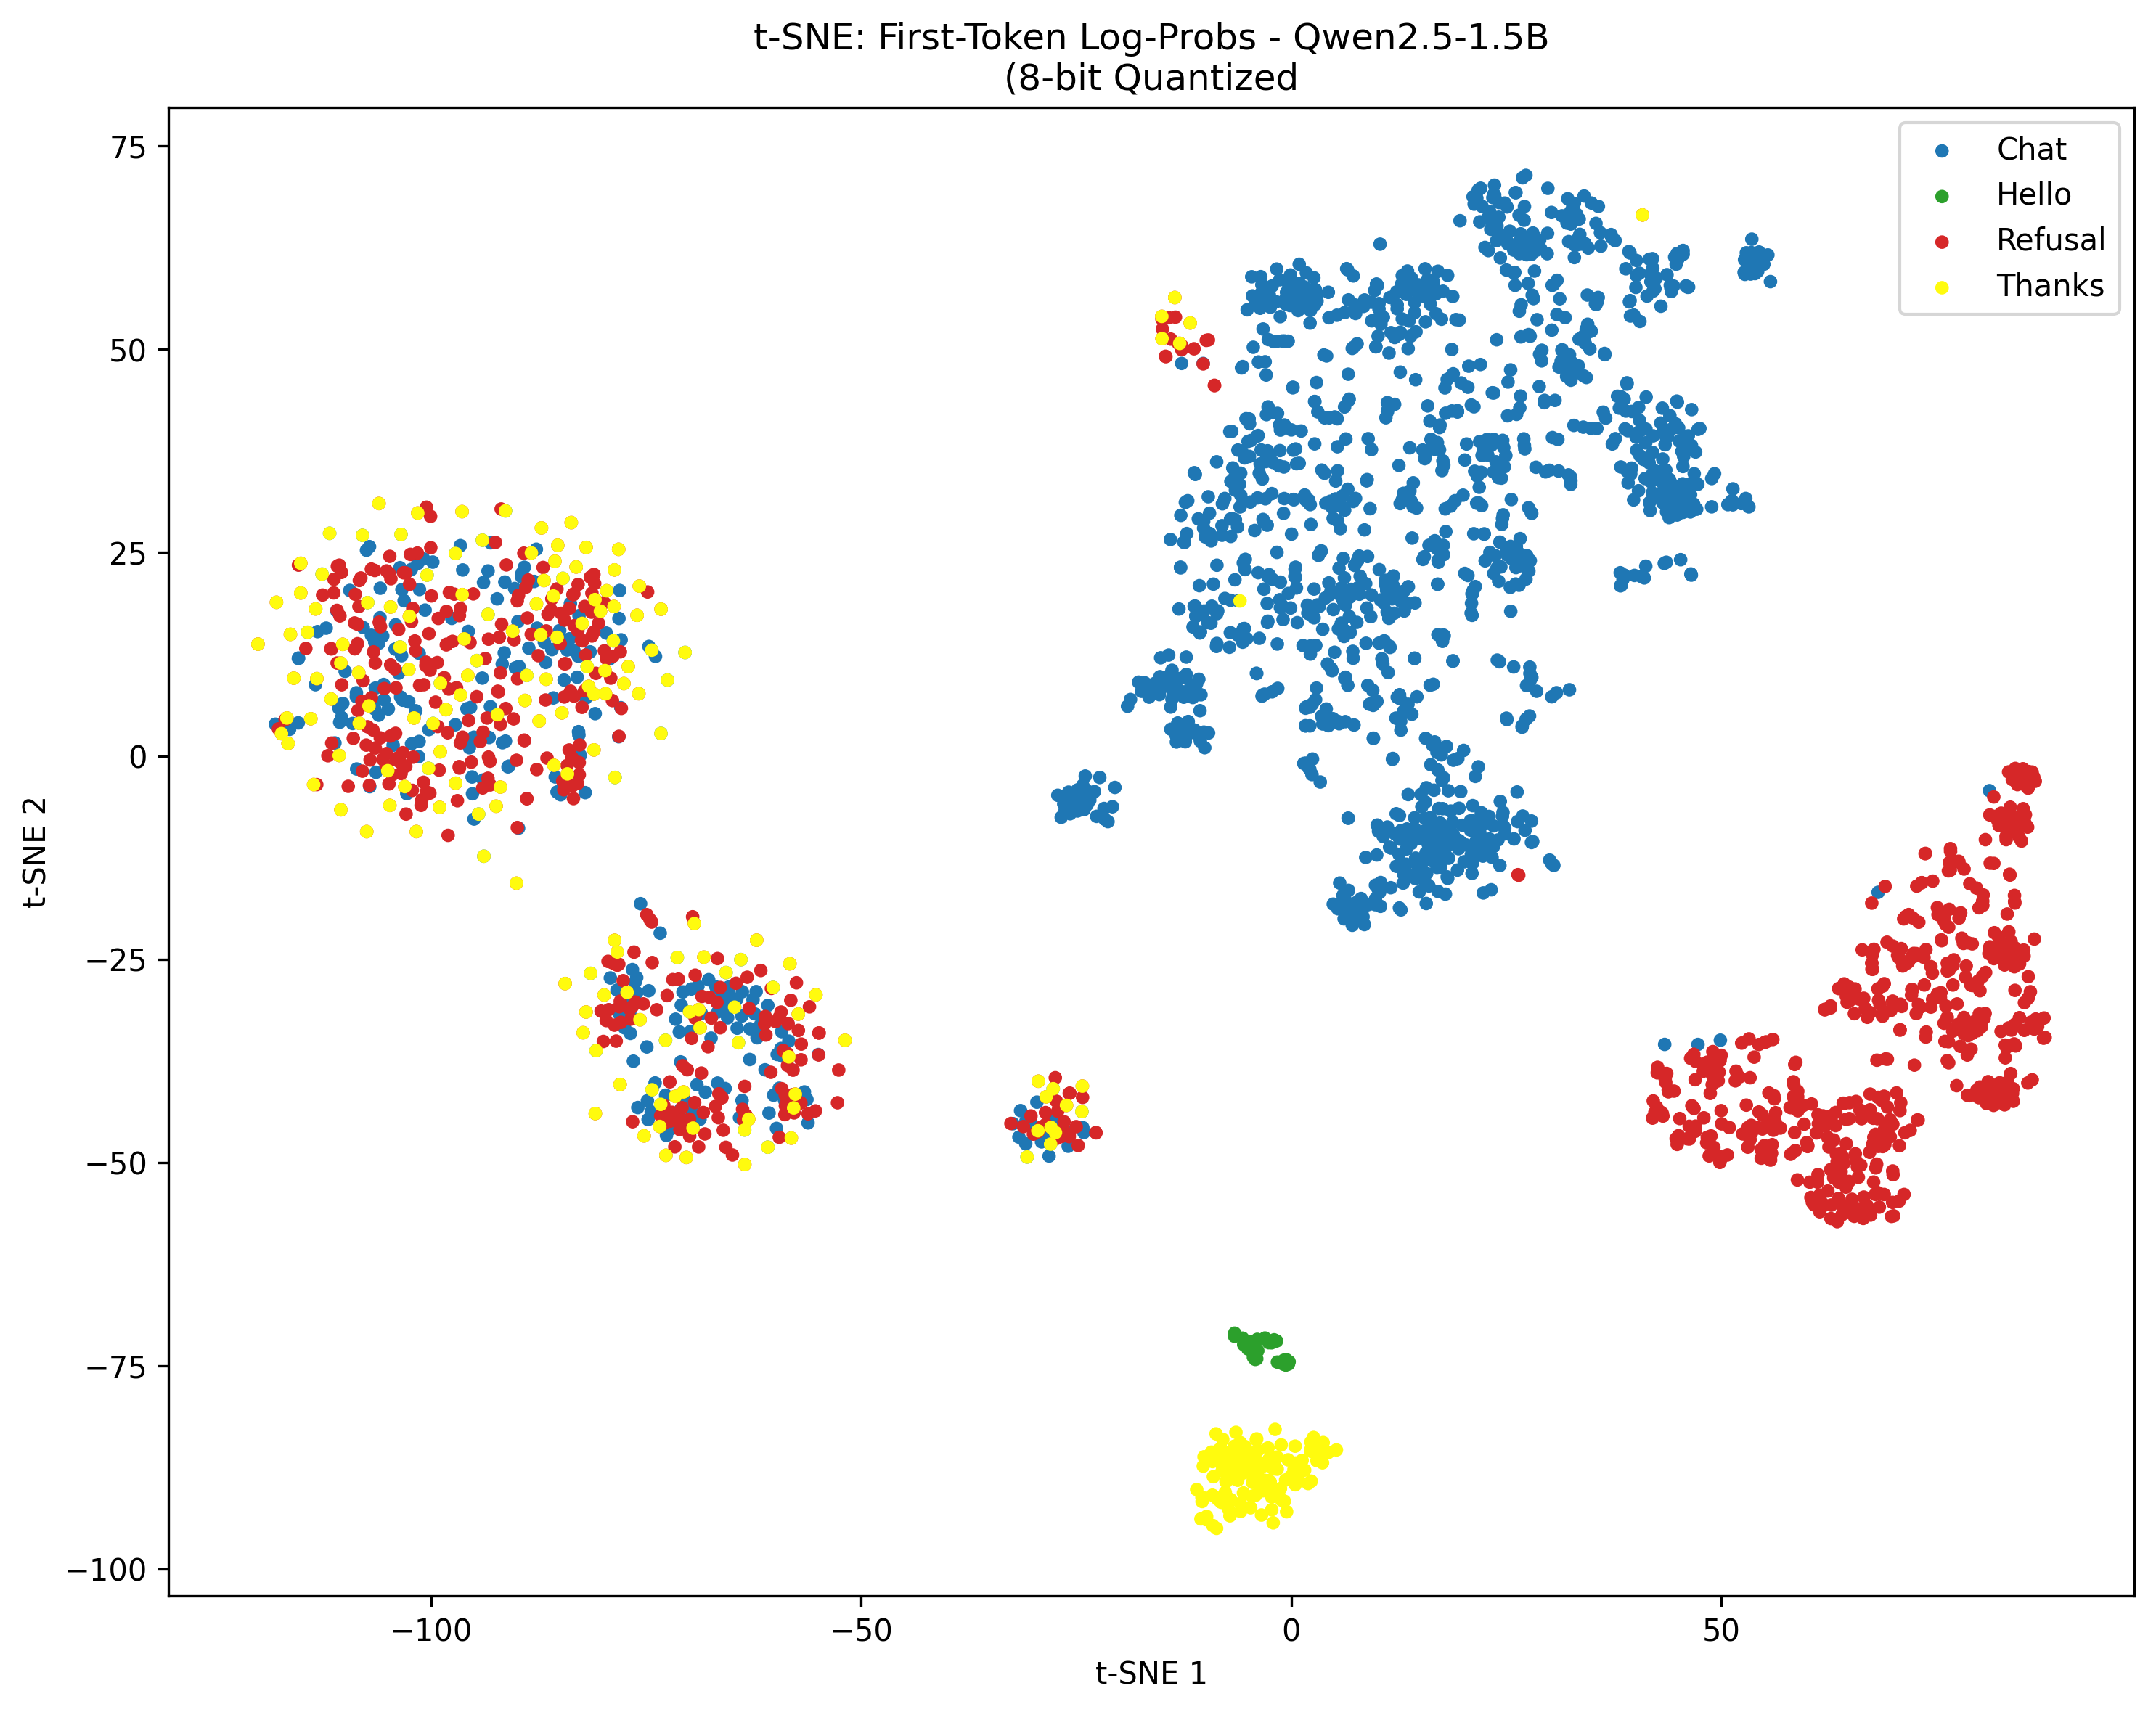 t-SNE: First-Token Log-Probs - Qwen2.5-1.5B
(8-bit Quantized
Chat
Hello
Refusal
Thanks
75
50
25
0
−25
−50
−75
−100
t-SNE 2
−100
−50
0
50
t-SNE 1